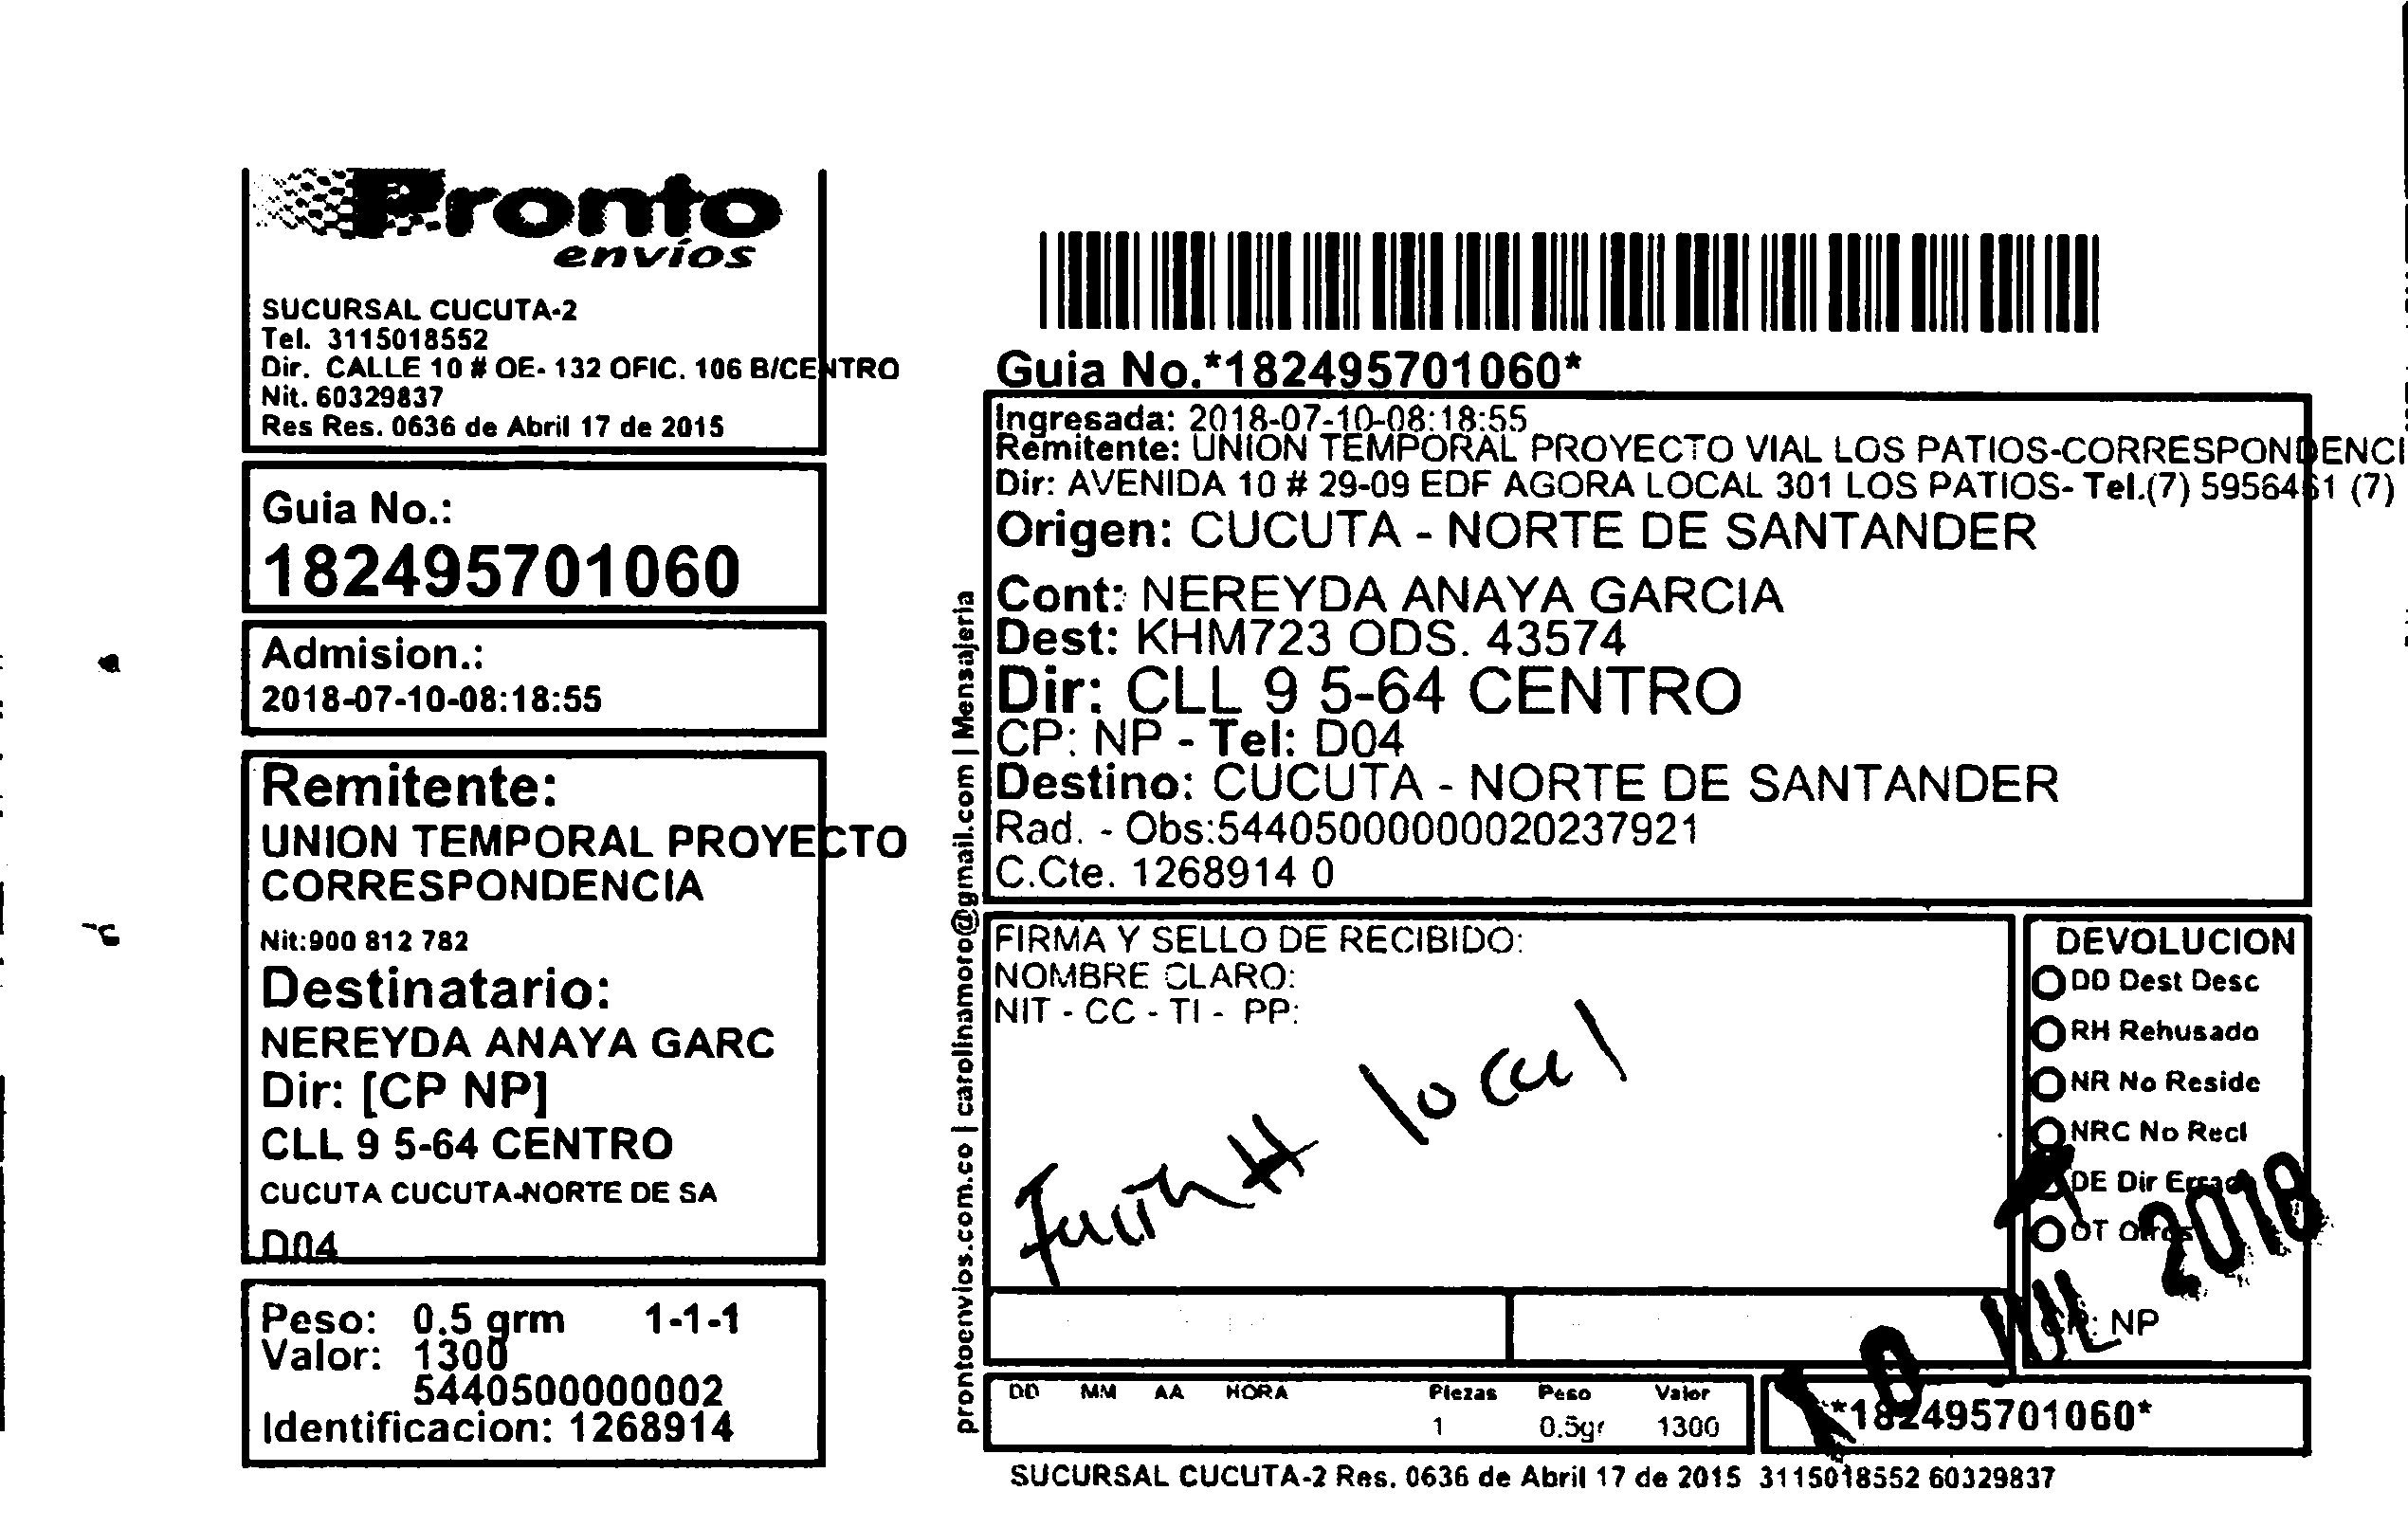 Pronto
envíos
SUCURSAL CUCUTA-2
Tel. 3115018552
Dir. CALLE 10 # OE- 132 OFIC. 106 B/CENTRO
Nit. 60329837
Res Res. 0636 de Abril 17 de 2015
Guia No.:
182495701060
Admision.:
2018-07-10-08:18:55
Remitente:
UNION TEMPORAL PROYECTO
CORRESPONDENCIA
Nit:900 812 782
Destinatario:
NEREYDA ANAYA GARC
Dir: [CP NP]
CLL 9 5-64 CENTRO
CUCUTA CUCUTA-NORTE DE SA
D04
Peso: 0.5 grm 1-1-1
Valor: 1300
5440500000002
Identificacion: 1268914
prontoenvios.com.co | carolinamoro@gmail.com | Mensajeria
Guia No.*182495701060*
Ingresada: 2018-07-10-08:18:55
Remitente: UNION TEMPORAL PROYECTO VIAL LOS PATIOS-CORRESPONDENCI
Dir: AVENIDA 10 # 29-09 EDF AGORA LOCAL 301 LOS PATIOS- Tel.(7) 5956461 (7)
Origen: CUCUTA - NORTE DE SANTANDER
Cont: NEREYDA ANAYA GARCIA
Dest: KHM723 ODS. 43574
Dir: CLL 9 5-64 CENTRO
CP: NP - Tel: D04
Destino: CUCUTA - NORTE DE SANTANDER
Rad. - Obs:544050000000020237921
C.Cte. 1268914 0
FIRMA Y SELLO DE RECIBIDO:
NOMBRE CLARO:
NIT - CC - TI - PP:
local
DEVOLUCION
DD Dest Desc
RH Rehusado
NR No Reside
NRC No Recl
DE Dir Errad
OT Otros
CP: NP
10 JUL 2018
DD MM AA HORA Piezas Peso Valor
1 0.5gr 1300
*182495701060*
SUCURSAL CUCUTA-2 Res. 0636 de Abril 17 de 2015 3115018552 60329837